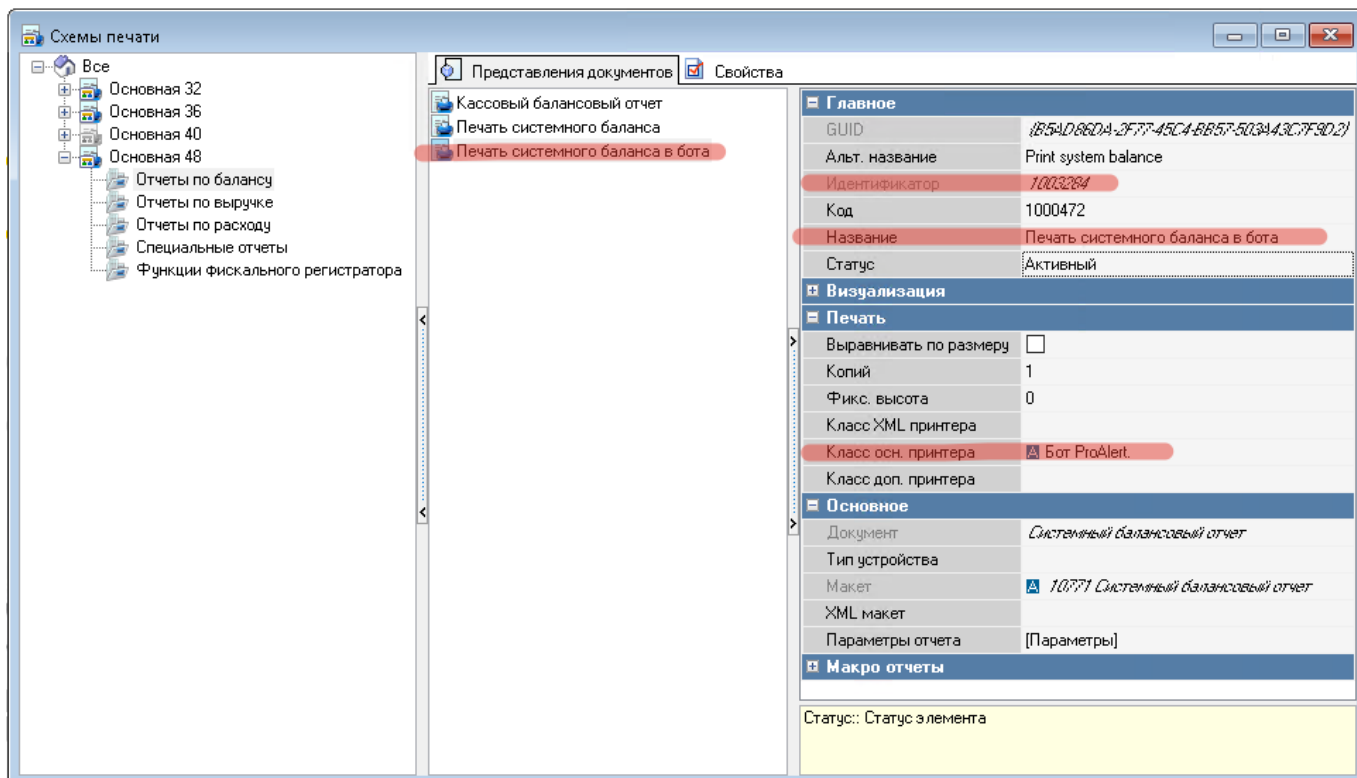 Схемы печати
Все
Основная 32
Основная 36
Основная 40
Основная 48
Отчеты по балансу
Отчеты по выручке
Отчеты по расходу
Специальные отчеты
Функции фискального регистратора
Представления документов
Свойства
Кассовый балансовый отчет
Печать системного баланса
Печать системного баланса в бота
Главное
GUID {B5AD86DA-2F77-45C4-BB57-503A43C7F9D2}
Альт. название Print system balance
Идентификатор 1003284
Код 1000472
Название Печать системного баланса в бота
Статус Активный
Визуализация
Печать
Выравнивать по размеру
Копий 1
Фикс. высота 0
Класс XML принтера
Класс осн. принтера A Бот ProAlert.
Класс доп. принтера
Основное
Документ Системный балансовый отчет
Тип устройства
Макет A 10771 Системный балансовый отчет
XML макет
Параметры отчета [Параметры]
Макро отчеты
Статус:: Статус элемента